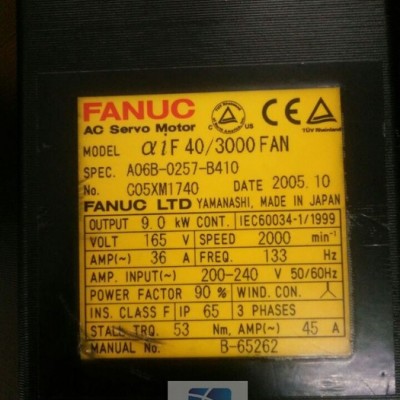 FANUC
AC Servo Motor
C US
TÜV Rheinland
MODEL αiF 40/3000 FAN
SPEC. A06B-0257-B410
No. C05XM1740 DATE 2005.10
FANUC LTD YAMANASHI, MADE IN JAPAN
OUTPUT 9.0 kW CONT. IEC60034-1/1999
VOLT 165 V SPEED 2000 min⁻¹
AMP(~) 36 A FREQ. 133 Hz
AMP. INPUT(~) 200-240 V 50/60Hz
POWER FACTOR 90 % WIND. CON. Y
INS. CLASS F IP 65 3 PHASES
STALL TRQ. 53 Nm, AMP(~) 45 A
MANUAL No. B-65262